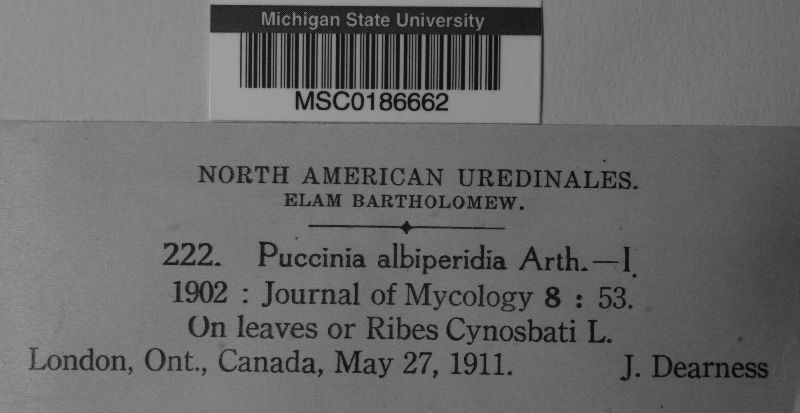 Michigan State University
MSC0186662
NORTH AMERICAN UREDINALES.
ELAM BARTHOLOMEW.
222. Puccinia albiperidia Arth.—I.
1902 : Journal of Mycology 8 : 53.
On leaves or Ribes Cynosbati L.
London, Ont., Canada, May 27, 1911. J. Dearness